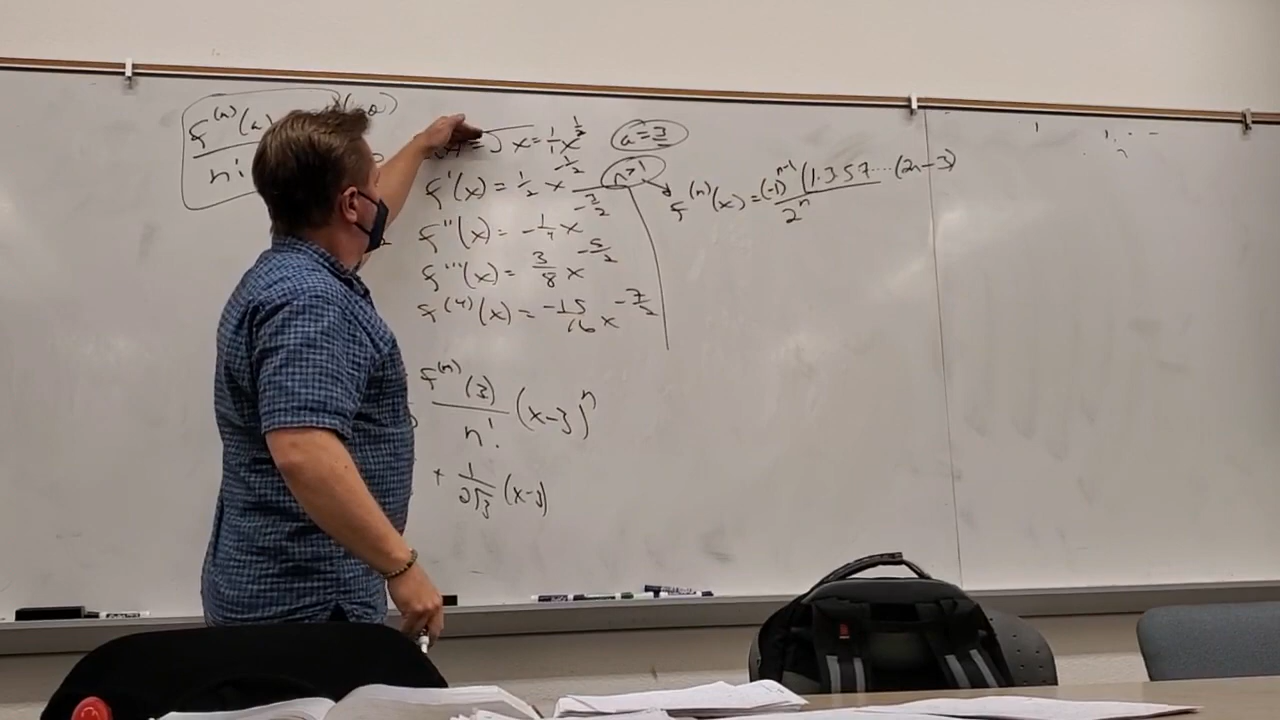 f^(n)(a)
n!
= √x = 1/1 x^(1/2)
a = 3
f'(x) = 1/2 x^(-1/2)
n>1
f''(x) = -1/4 x^(-3/2)
f'''(x) = 3/8 x^(-5/2)
f^(4)(x) = -15/16 x^(-7/2)
f^(n)(x) = (-1)^(n-1) (1·3·5·7····(2n-3)
2^n
f^(n)(3)/n! (x-3)^n
+ 1/(2√3) (x-3)